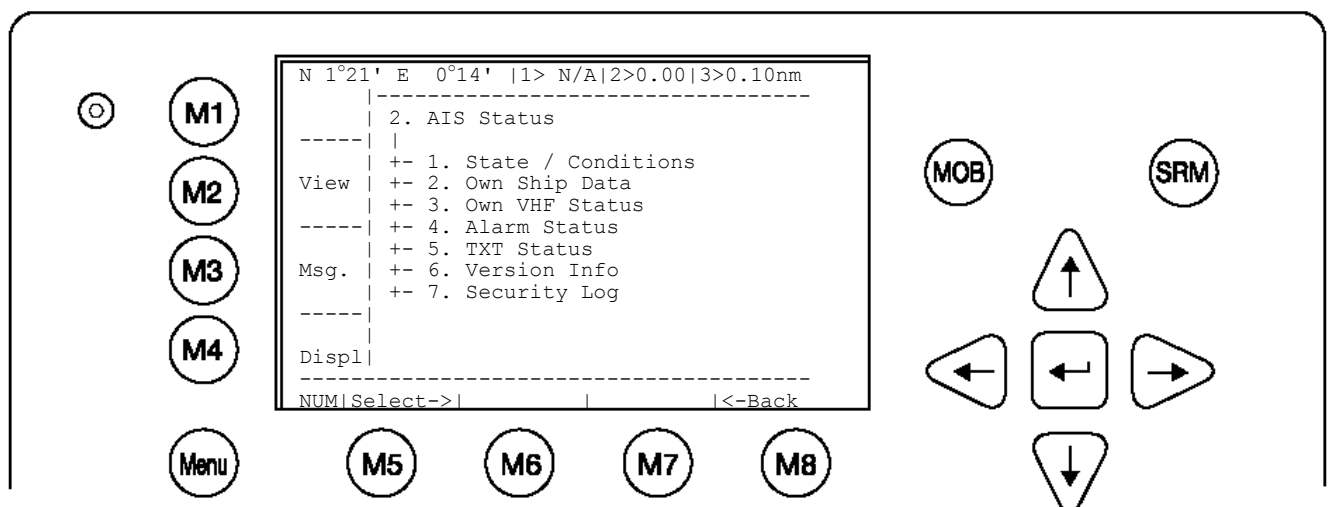 N 1°21' E 0°14' |1> N/A|2>0.00|3>0.10nm
|----------------------------------
M1
| 2. AIS Status
-----| |
| +- 1. State / Conditions
MOB
SRM
M2
View | +- 2. Own Ship Data
| +- 3. Own VHF Status
-----| +- 4. Alarm Status
| +- 5. TXT Status
M3
Msg. | +- 6. Version Info
| +- 7. Security Log
-----|
|
M4
Displ|
----------------------------------------
NUM|Select->| | |<-Back
Menu
M5
M6
M7
M8